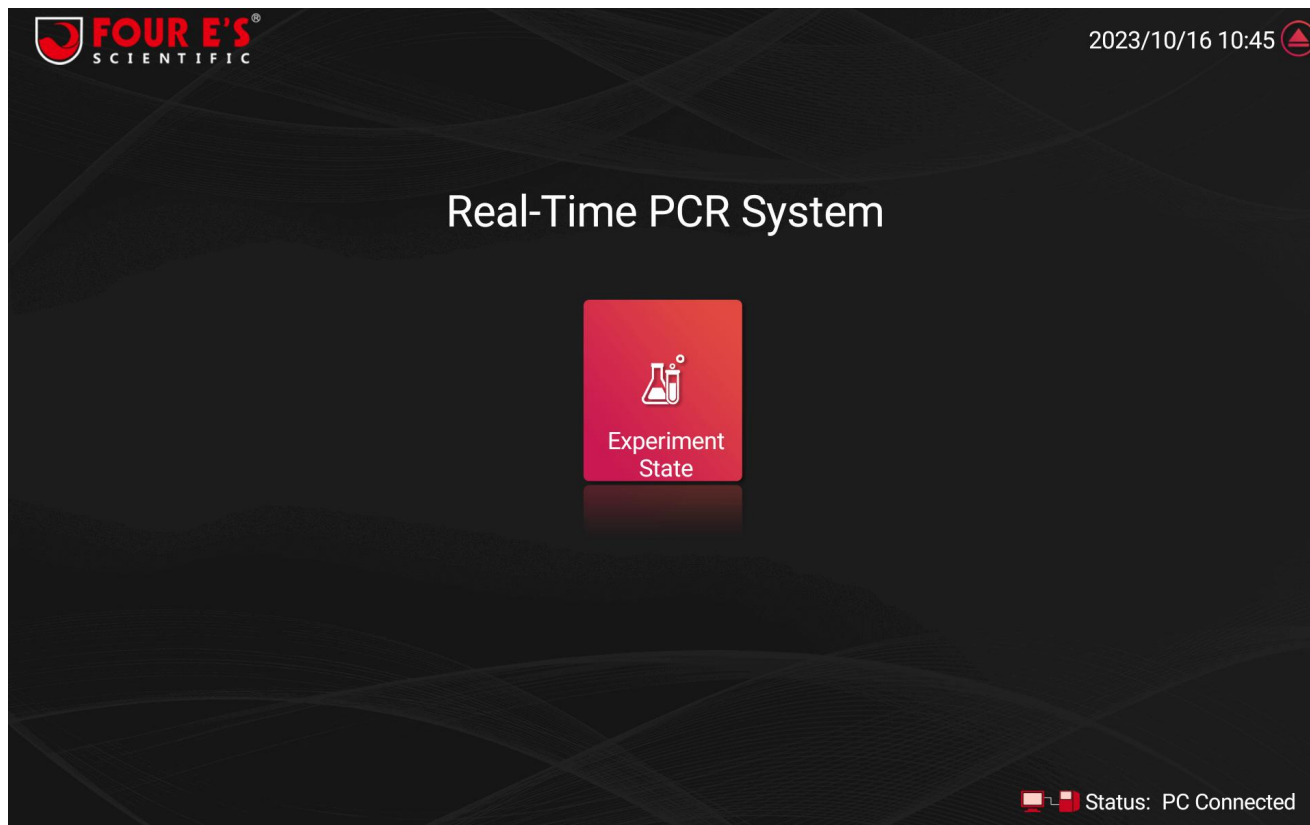 FOUR E'S®
SCIENTIFIC
2023/10/16 10:45
Real-Time PCR System
Experiment
State
Status: PC Connected